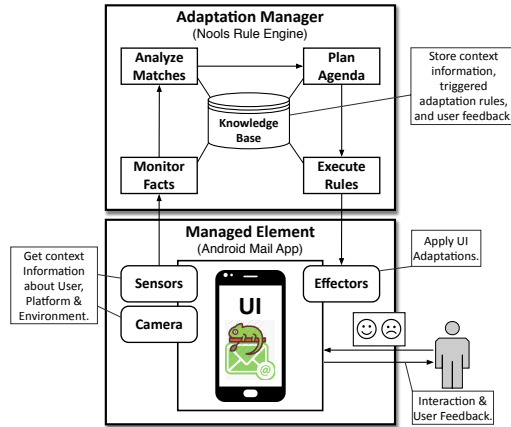 Adaptation Manager
(Nools Rule Engine)
Analyze
Matches
Plan
Agenda
Knowledge
Base
Monitor
Facts
Execute
Rules
Store context
information,
triggered
adaptation rules,
and user feedback
Managed Element
(Android Mail App)
Get context
Information
about User,
Platform &
Environment.
Sensors
Camera
UI
@
Effectors
Apply UI
Adaptations.
Interaction &
User Feedback.